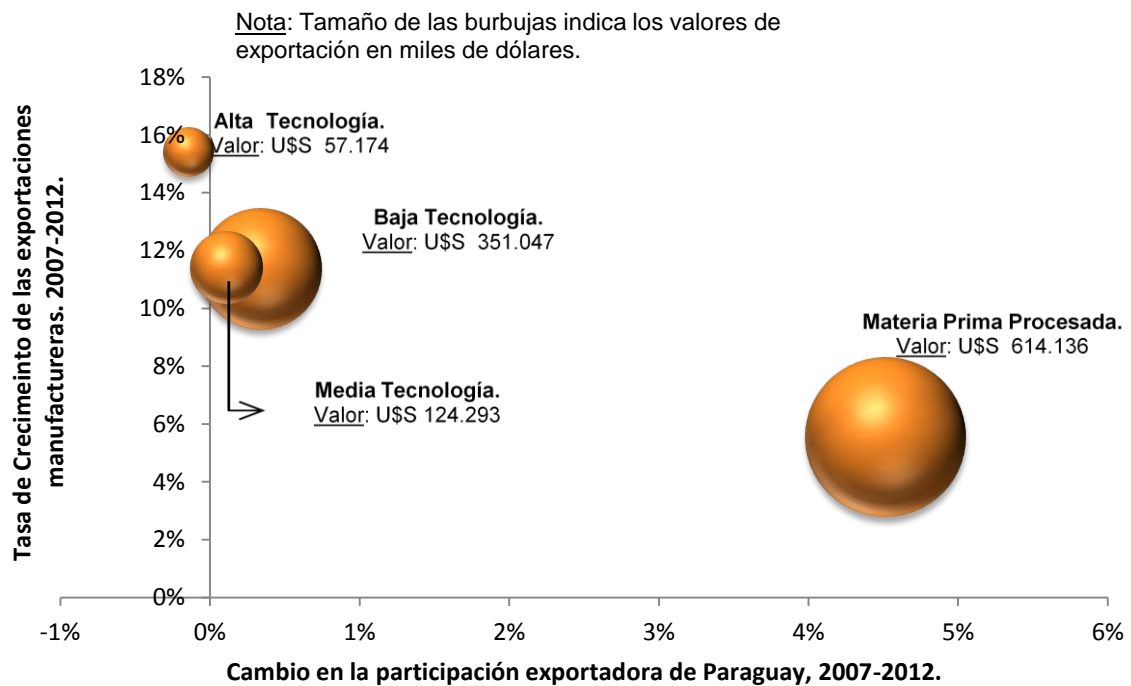 Nota: Tamaño de las burbujas indica los valores de
exportación en miles de dólares.
Tasa de Crecimeinto de las exportaciones
manufactureras. 2007-2012.
18%
16%
14%
12%
10%
8%
6%
4%
2%
0%
Alta Tecnología.
Valor: U$S 57.174
Baja Tecnología.
Valor: U$S 351.047
Materia Prima Procesada.
Valor: U$S 614.136
Media Tecnología.
Valor: U$S 124.293
-1%
0%
1%
2%
3%
4%
5%
6%
Cambio en la participación exportadora de Paraguay, 2007-2012.